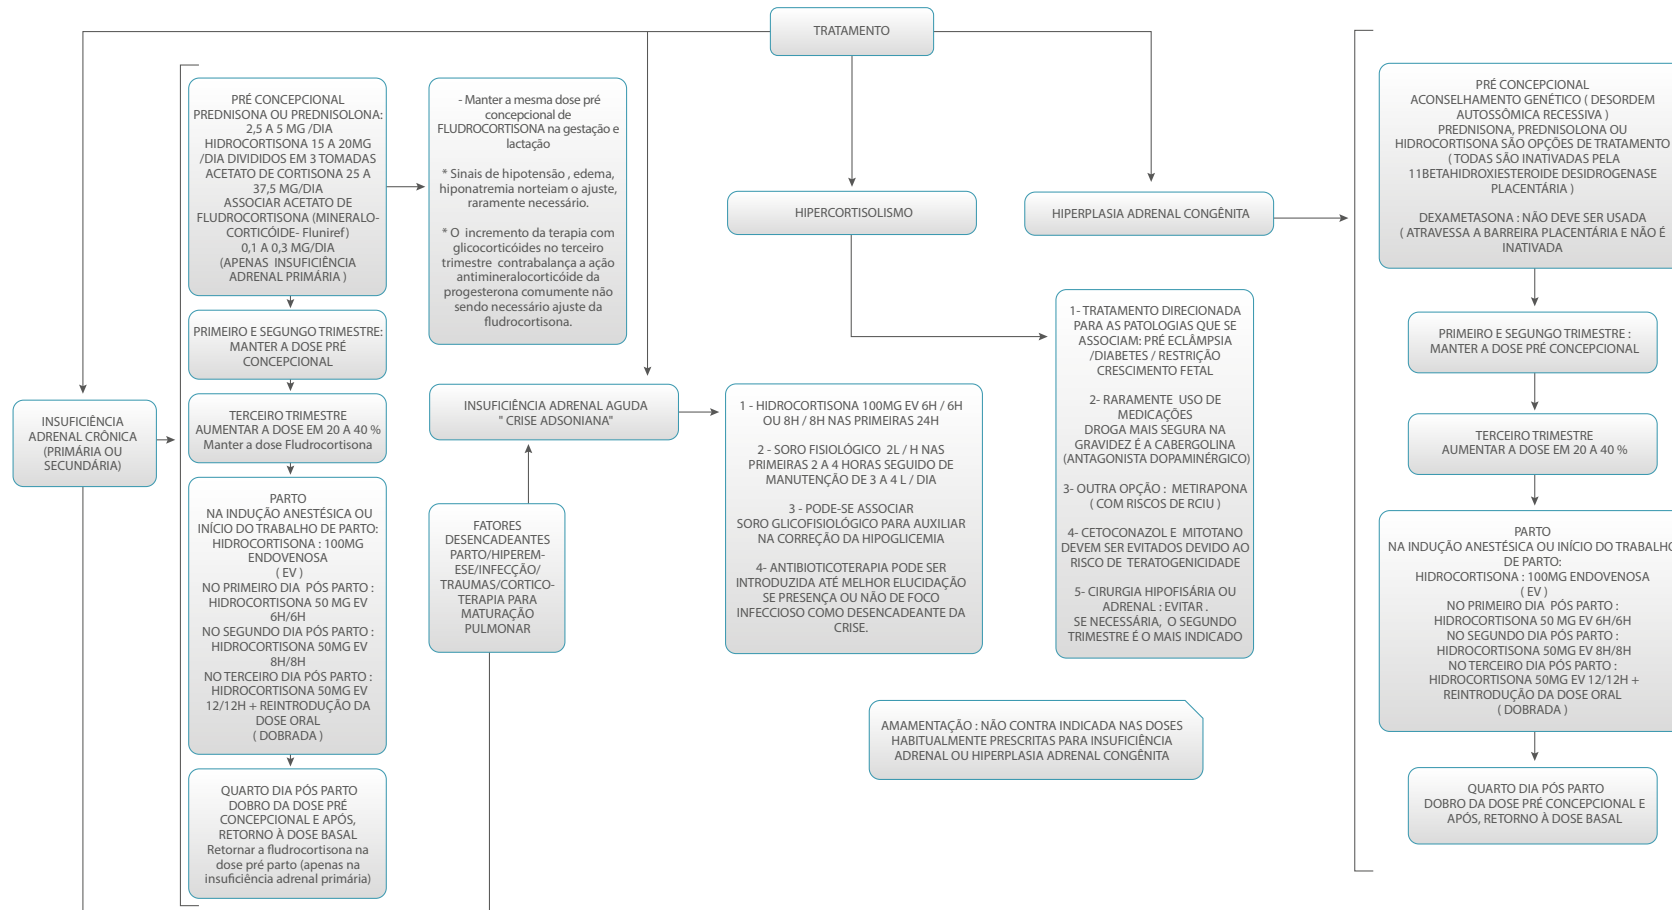 TRATAMENTO
INSUFICIÊNCIA
ADRENAL CRÔNICA
(PRIMÁRIA OU
SECUNDÁRIA)
PRÉ CONCEPCIONAL
PREDNISONA OU PREDNISOLONA:
2,5 A 5 MG /DIA
HIDROCORTISONA 15 A 20MG
/DIA DIVIDIDOS EM 3 TOMADAS
ACETATO DE CORTISONA 25 A
37,5 MG/DIA
ASSOCIAR ACETATO DE
FLUDROCORTISONA (MINERALO-
CORTICÓIDE- Fluniref)
0,1 A 0,3 MG/DIA
(APENAS INSUFICIÊNCIA
ADRENAL PRIMÁRIA )
PRIMEIRO E SEGUNGO TRIMESTRE:
MANTER A DOSE PRÉ
CONCEPCIONAL
TERCEIRO TRIMESTRE
AUMENTAR A DOSE EM 20 A 40 %
Manter a dose Fludrocortisona
PARTO
NA INDUÇÃO ANESTÉSICA OU
INÍCIO DO TRABALHO DE PARTO:
HIDROCORTISONA : 100MG
ENDOVENOSA
( EV )
NO PRIMEIRO DIA PÓS PARTO :
HIDROCORTISONA 50 MG EV
6H/6H
NO SEGUNDO DIA PÓS PARTO :
HIDROCORTISONA 50MG EV
8H/8H
NO TERCEIRO DIA PÓS PARTO :
HIDROCORTISONA 50MG EV
12/12H + REINTRODUÇÃO DA
DOSE ORAL
( DOBRADA )
QUARTO DIA PÓS PARTO
DOBRO DA DOSE PRÉ
CONCEPCIONAL E APÓS,
RETORNO À DOSE BASAL
Retornar a fludrocortisona na
dose pré parto (apenas na
insuficiência adrenal primária)
- Manter a mesma dose pré
concepcional de
FLUDROCORTISONA na gestação e
lactação
* Sinais de hipotensão , edema,
hiponatremia norteiam o ajuste,
raramente necessário.
* O incremento da terapia com
glicocorticóides no terceiro
trimestre contrabalança a ação
antimineralocorticóide da
progesterona comumente não
sendo necessário ajuste da
fludrocortisona.
INSUFICIÊNCIA ADRENAL AGUDA
" CRISE ADSONIANA"
FATORES
DESENCADEANTES
PARTO/HIPEREM-
ESE/INFECÇÃO/
TRAUMAS/CORTICO-
TERAPIA PARA
MATURAÇÃO
PULMONAR
1 - HIDROCORTISONA 100MG EV 6H / 6H
OU 8H / 8H NAS PRIMEIRAS 24H
2 - SORO FISIOLÓGICO 2L / H NAS
PRIMEIRAS 2 A 4 HORAS SEGUIDO DE
MANUTENÇÃO DE 3 A 4 L / DIA
3 - PODE-SE ASSOCIAR
SORO GLICOFISIOLÓGICO PARA AUXILIAR
NA CORREÇÃO DA HIPOGLICEMIA
4- ANTIBIOTICOTERAPIA PODE SER
INTRODUZIDA ATÉ MELHOR ELUCIDAÇÃO
SE PRESENÇA OU NÃO DE FOCO
INFECCIOSO COMO DESENCADEANTE DA
CRISE.
HIPERCORTISOLISMO
1- TRATAMENTO DIRECIONADA
PARA AS PATOLOGIAS QUE SE
ASSOCIAM: PRÉ ECLÂMPSIA
/DIABETES / RESTRIÇÃO
CRESCIMENTO FETAL
2- RARAMENTE USO DE
MEDICAÇÕES
DROGA MAIS SEGURA NA
GRAVIDEZ É A CABERGOLINA
(ANTAGONISTA DOPAMINÉRGICO)
3- OUTRA OPÇÃO : METIRAPONA
( COM RISCOS DE RCIU )
4- CETOCONAZOL E MITOTANO
DEVEM SER EVITADOS DEVIDO AO
RISCO DE TERATOGENICIDADE
5- CIRURGIA HIPOFISÁRIA OU
ADRENAL : EVITAR .
SE NECESSÁRIA, O SEGUNDO
TRIMESTRE É O MAIS INDICADO
AMAMENTAÇÃO : NÃO CONTRA INDICADA NAS DOSES
HABITUALMENTE PRESCRITAS PARA INSUFICIÊNCIA
ADRENAL OU HIPERPLASIA ADRENAL CONGÊNITA
HIPERPLASIA ADRENAL CONGÊNITA
PRÉ CONCEPCIONAL
ACONSELHAMENTO GENÉTICO ( DESORDEM
AUTOSSÔMICA RECESSIVA )
PREDNISONA, PREDNISOLONA OU
HIDROCORTISONA SÃO OPÇÕES DE TRATAMENTO
( TODAS SÃO INATIVADAS PELA
11BETAHIDROXIESTEROIDE DESIDROGENASE
PLACENTÁRIA )
DEXAMETASONA : NÃO DEVE SER USADA
( ATRAVESSA A BARREIRA PLACENTÁRIA E NÃO É
INATIVADA
PRIMEIRO E SEGUNGO TRIMESTRE :
MANTER A DOSE PRÉ CONCEPCIONAL
TERCEIRO TRIMESTRE
AUMENTAR A DOSE EM 20 A 40 %
PARTO
NA INDUÇÃO ANESTÉSICA OU INÍCIO DO TRABALHO
DE PARTO:
HIDROCORTISONA : 100MG ENDOVENOSA
( EV )
NO PRIMEIRO DIA PÓS PARTO :
HIDROCORTISONA 50 MG EV 6H/6H
NO SEGUNDO DIA PÓS PARTO :
HIDROCORTISONA 50MG EV 8H/8H
NO TERCEIRO DIA PÓS PARTO :
HIDROCORTISONA 50MG EV 12/12H +
REINTRODUÇÃO DA DOSE ORAL
( DOBRADA )
QUARTO DIA PÓS PARTO
DOBRO DA DOSE PRÉ CONCEPCIONAL E
APÓS, RETORNO À DOSE BASAL